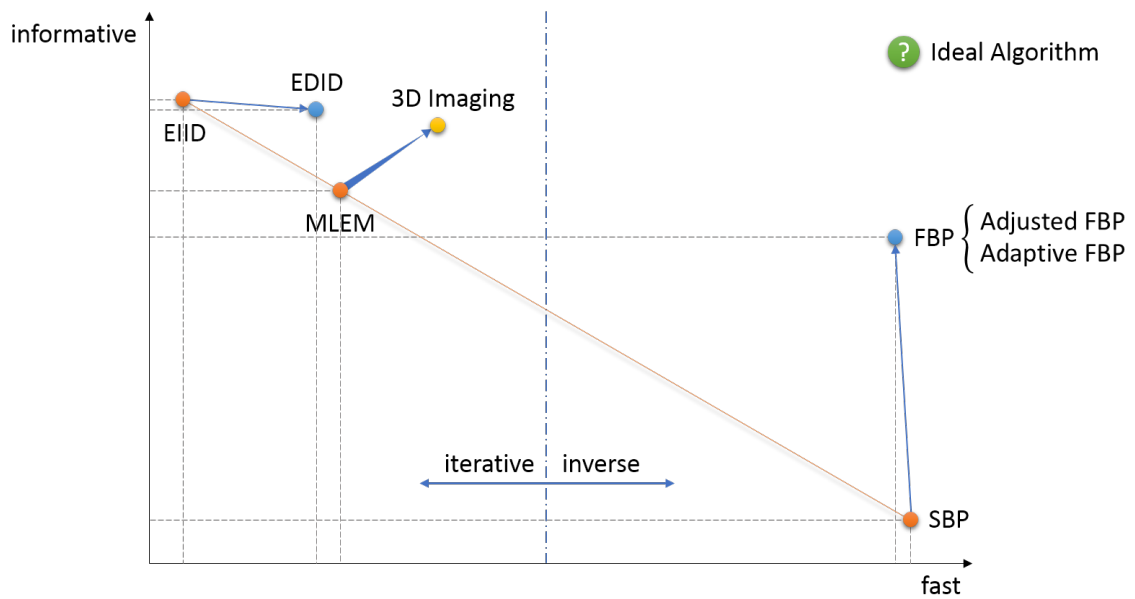 informative
? Ideal Algorithm
EDID
3D Imaging
EIID
MLEM
FBP { Adjusted FBP
Adaptive FBP
iterative inverse
SBP
fast